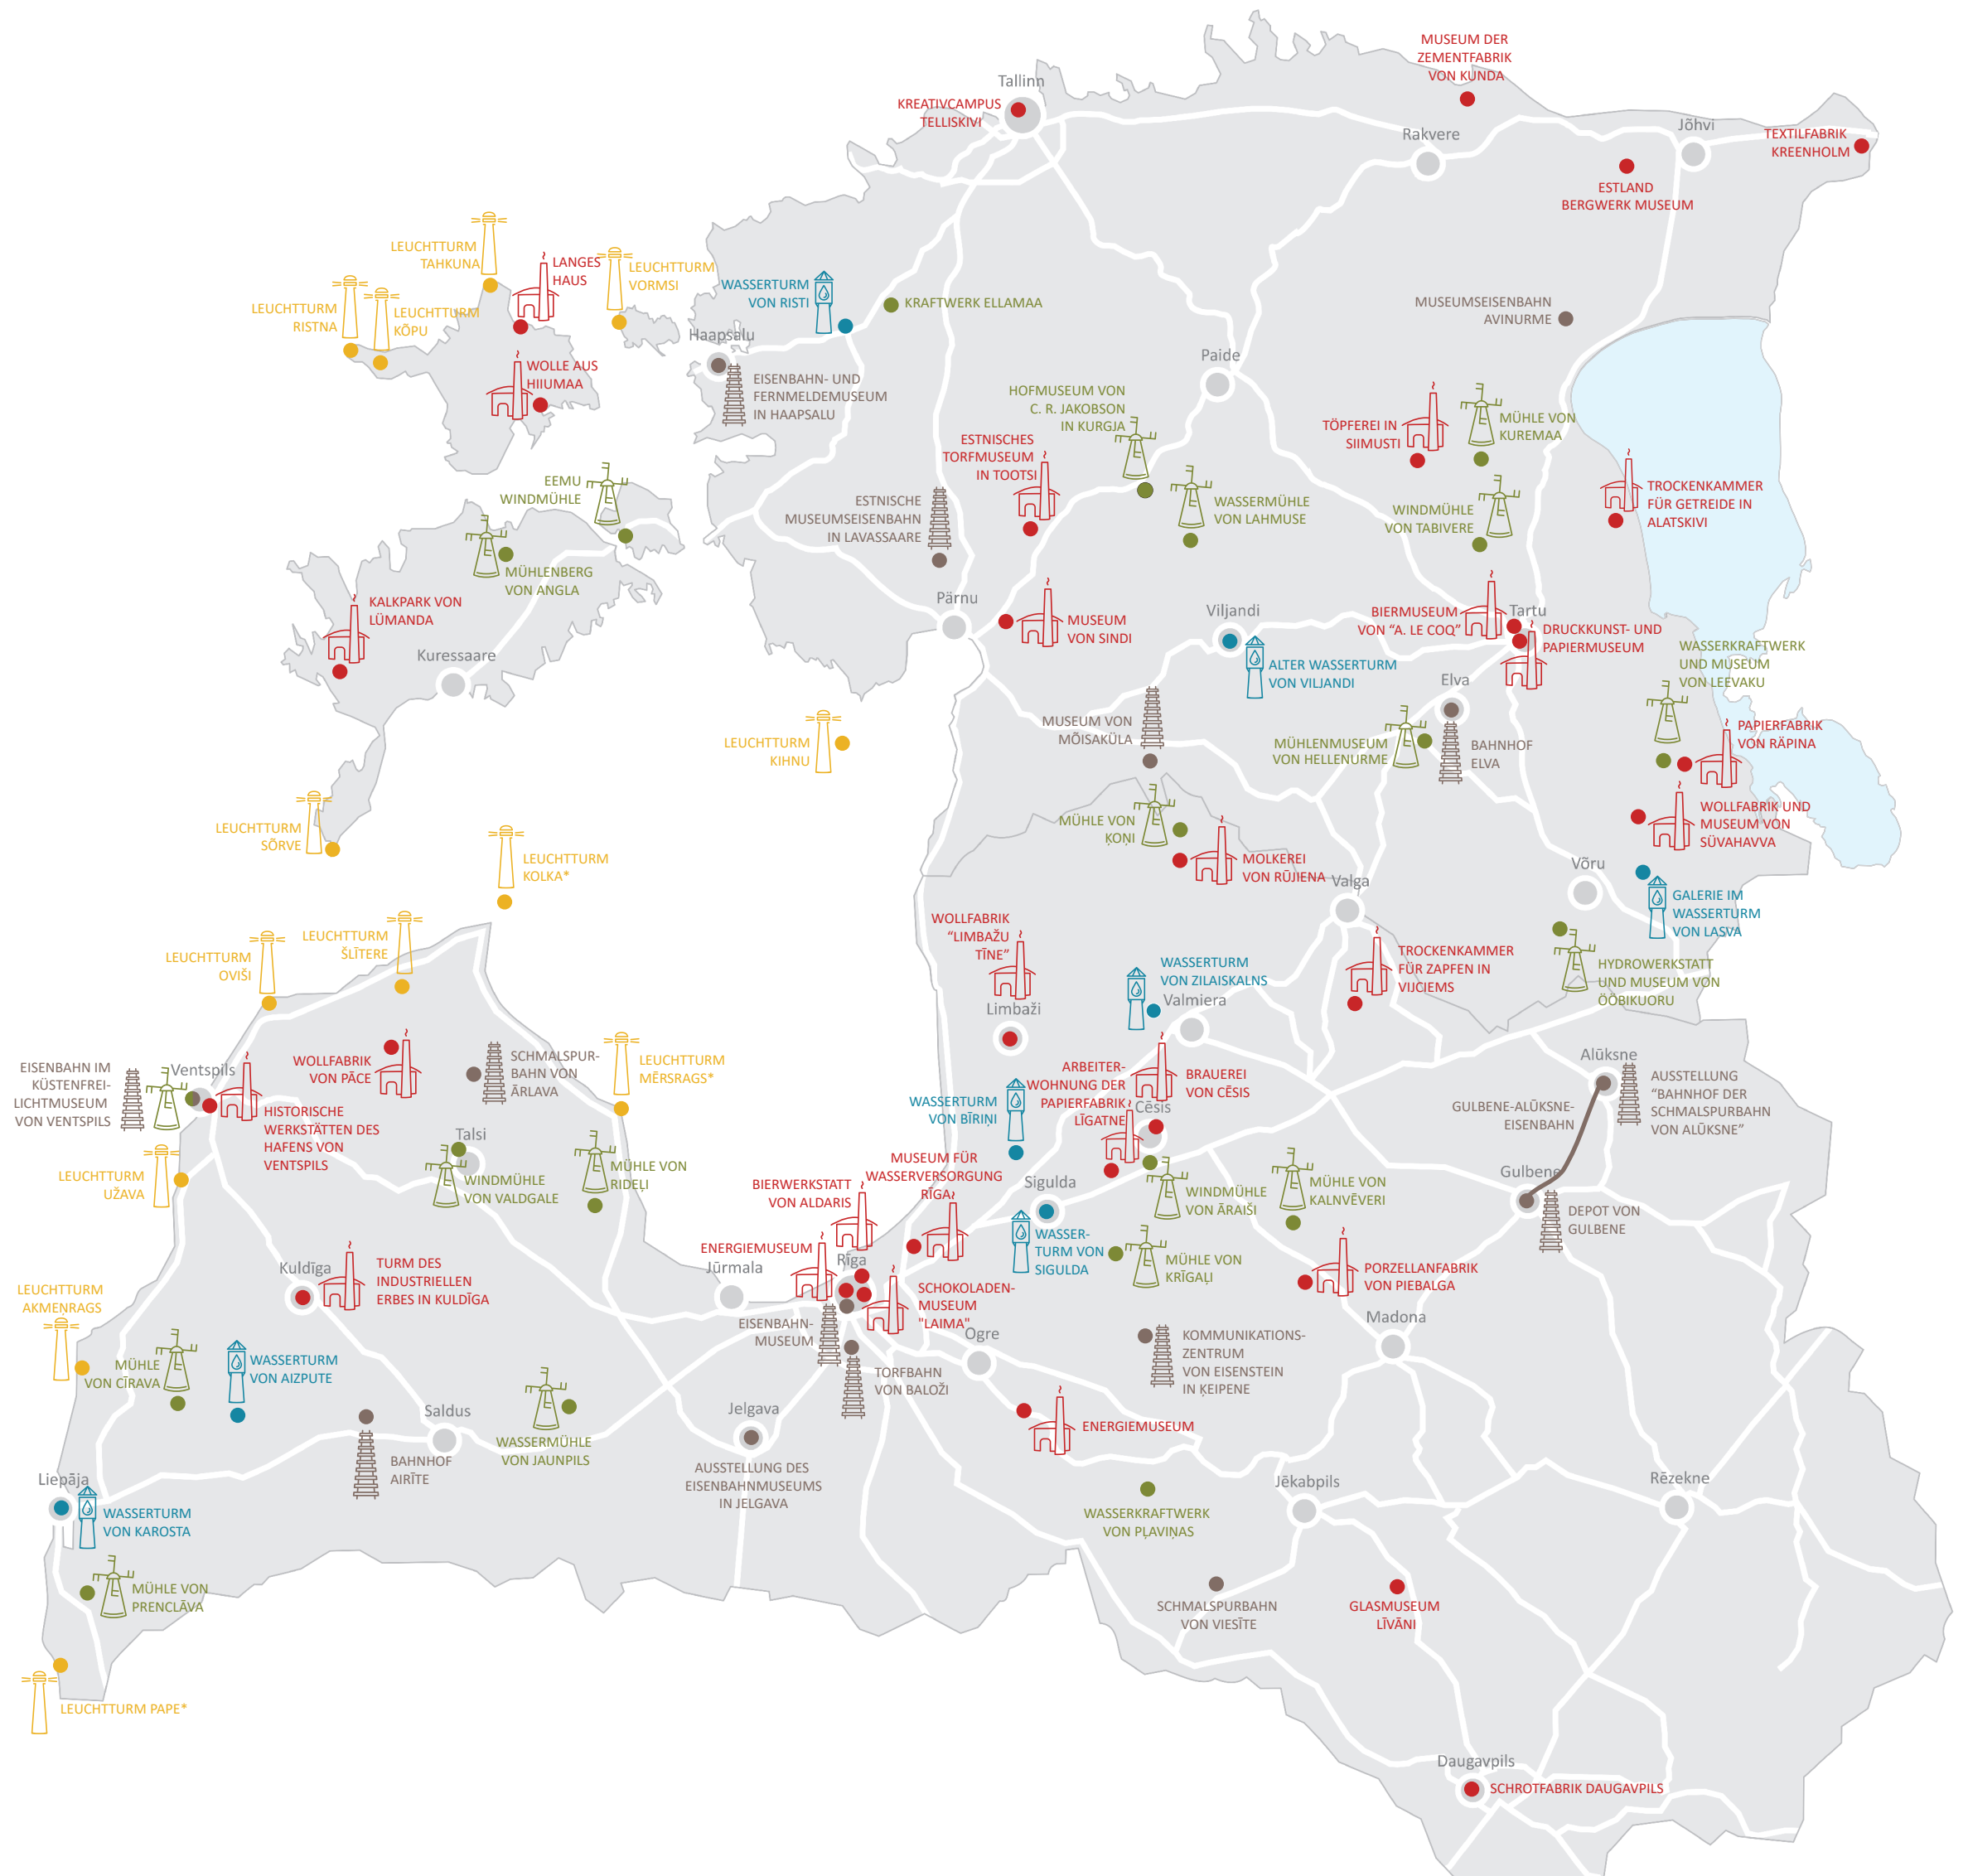 MUSEUM DER
ZEMENTFABRIK
VON KUNDA
Tallinn
KREATIVCAMPUS
TELLISKIVI
Rakvere
Jõhvi
TEXTILFABRIK
KREENHOLM
ESTLAND
BERGWERK MUSEUM
LEUCHTTURM
TAHKUNA
LANGES
HAUS
LEUCHTTURM
VORMSI
LEUCHTTURM
RISTNA
LEUCHTTURM
KÕPU
WASSERTURM
VON RISTI
KRAFTWERK ELLAMAA
MUSEUMSEISENBAHN
AVINURME
Haapsalu
Paide
WOLLE AUS
HIIUMAA
EISENBAHN- UND
FERNMELDEMUSEUM
IN HAAPSALU
HOFMUSEUM VON
C. R. JAKOBSON
IN KURGJA
TÖPFEREI IN
SIIMUSTI
MÜHLE VON
KUREMAA
ESTNISCHES
TORFMUSEUM
IN TOOTSI
EEMU
WINDMÜHLE
ESTNISCHE
MUSEUMSEISENBAHN
IN LAVASSAARE
WASSERMÜHLE
VON LAHMUSE
WINDMÜHLE
VON TABIVERE
TROCKENKAMMER
FÜR GETREIDE IN
ALATSKIVI
MÜHLENBERG
VON ANGLA
KALKPARK VON
LÜMANDA
Kuressaare
Pärnu
MUSEUM
VON SINDI
Viljandi
ALTER WASSERTURM
VON VILJANDI
BIERMUSEUM
VON “A. LE COQ”
Tartu
DRUCKKUNST- UND
PAPIERMUSEUM
WASSERKRAFTWERK
UND MUSEUM
VON LEEVAKU
Elva
MUSEUM VON
MÕISAKÜLA
MÜHLENMUSEUM
VON HELLENURME
BAHNHOF
ELVA
PAPIERFABRIK
VON RÄPINA
LEUCHTTURM
KIHNU
WOLLFABRIK UND
MUSEUM VON
SÜVAHAVVA
LEUCHTTURM
SÕRVE
MÜHLE VON
ĶOŅI
MOLKEREI
VON RŪJIENA
Valga
Võru
GALERIE IM
WASSERTURM
VON LASVA
LEUCHTTURM
KOLKA*
LEUCHTTURM
ŠLĪTERE
LEUCHTTURM
OVIŠI
WOLLFABRIK
“LIMBAŽU
TĪNE”
Limbaži
WASSERTURM
VON ZILAISKALNS
Valmiera
TROCKENKAMMER
FÜR ZAPFEN IN
VIJCIEMS
HYDROWERKSTATT
UND MUSEUM VON
ÖÖBIKUORU
EISENBAHN IM
KÜSTENFREI-
LICHTMUSEUM
VON VENTSPILS
Ventspils
HISTORISCHE
WERKSTÄTTEN DES
HAFENS VON
VENTSPILS
WOLLFABRIK
VON PĀCE
SCHMALSPUR-
BAHN VON
ĀRLAVA
LEUCHTTURM
MĒRSRAGS*
WASSERTURM
VON BĪRIŅI
ARBEITER-
WOHNUNG DER
PAPIERFABRIK
LĪGATNE
BRAUEREI
VON CĒSIS
Cēsis
Alūksne
AUSSTELLUNG
"BAHNHOF DER
SCHMALSPURBAHN
VON ALŪKSNE”
GULBENE-ALŪKSNE-
EISENBAHN
LEUCHTTURM
UŽAVA
Talsi
WINDMÜHLE
VON VALDGALE
MÜHLE VON
RIDEĻI
BIERWERKSTATT
VON ALDARIS
MUSEUM FÜR
WASSERVERSORGUNG
RĪGA
Sigulda
WINDMÜHLE
VON ĀRAIŠI
MÜHLE VON
KALNVĒVERI
Gulbene
DEPOT VON
GULBENE
WASSER-
TURM VON
SIGULDA
MÜHLE VON
KRĪGAĻI
ENERGIEMUSEUM
Jūrmala
Rīga
PORZELLANFABRIK
VON PIEBALGA
Kuldīga
TURM DES
INDUSTRIELLEN
ERBES IN KULDĪGA
SCHOKOLADEN-
MUSEUM
"LAIMA"
LEUCHTTURM
AKMENRAGS
EISENBAHN-
MUSEUM
Ogre
KOMMUNIKATIONS-
ZENTRUM
VON EISENSTEIN
IN ĶEIPENE
Madona
MÜHLE
VON CĪRAVA
WASSERTURM
VON AIZPUTE
TORFBAHN
VON BALOŽI
Saldus
WASSERMÜHLE
VON JAUNPILS
Jelgava
ENERGIEMUSEUM
BAHNHOF
AIRĪTE
AUSSTELLUNG DES
EISENBAHNMUSEUMS
IN JELGAVA
Liepāja
WASSERTURM
VON KAROSTA
Jēkabpils
Rēzekne
WASSERKRAFTWERK
VON PĻAVIŅAS
MÜHLE VON
PRENCLĀVA
SCHMALSPURBAHN
VON VIESĪTE
GLASMUSEUM
LĪVĀNI
LEUCHTTURM PAPE*
Daugavpils
SCHROTFABRIK DAUGAVPILS